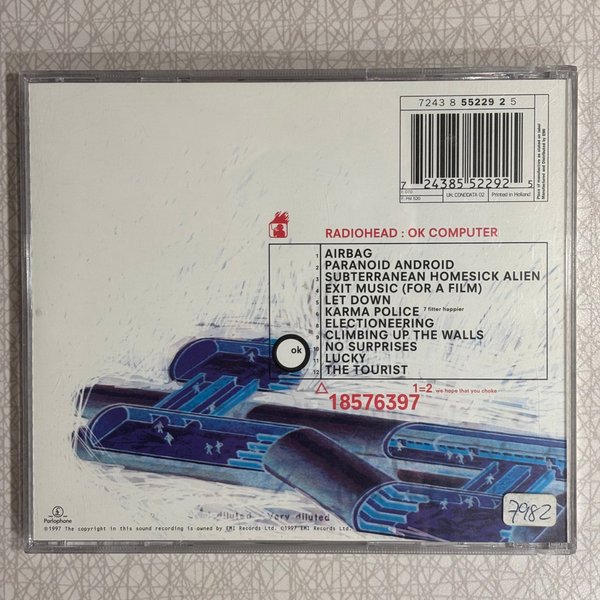 7243 8 55229 2 5
7 24385 52292 5
P.PM 520
UK: CDNODATA 02
Printed in Holland
RADIOHEAD : OK COMPUTER
1 AIRBAG
2 PARANOID ANDROID
3 SUBTERRANEAN HOMESICK ALIEN
4 EXIT MUSIC (FOR A FILM)
5 LET DOWN
6 KARMA POLICE 7 fitter happier
8 ELECTIONEERING
9 CLIMBING UP THE WALLS
10 NO SURPRISES
11 LUCKY
12 THE TOURIST
ok
1=2 we hope that you choke
18576397
diluted Very diluted
7982
Parlophone
©1997 The copyright in this sound recording is owned by EMI Records Ltd. ©1997 EMI Records Ltd.